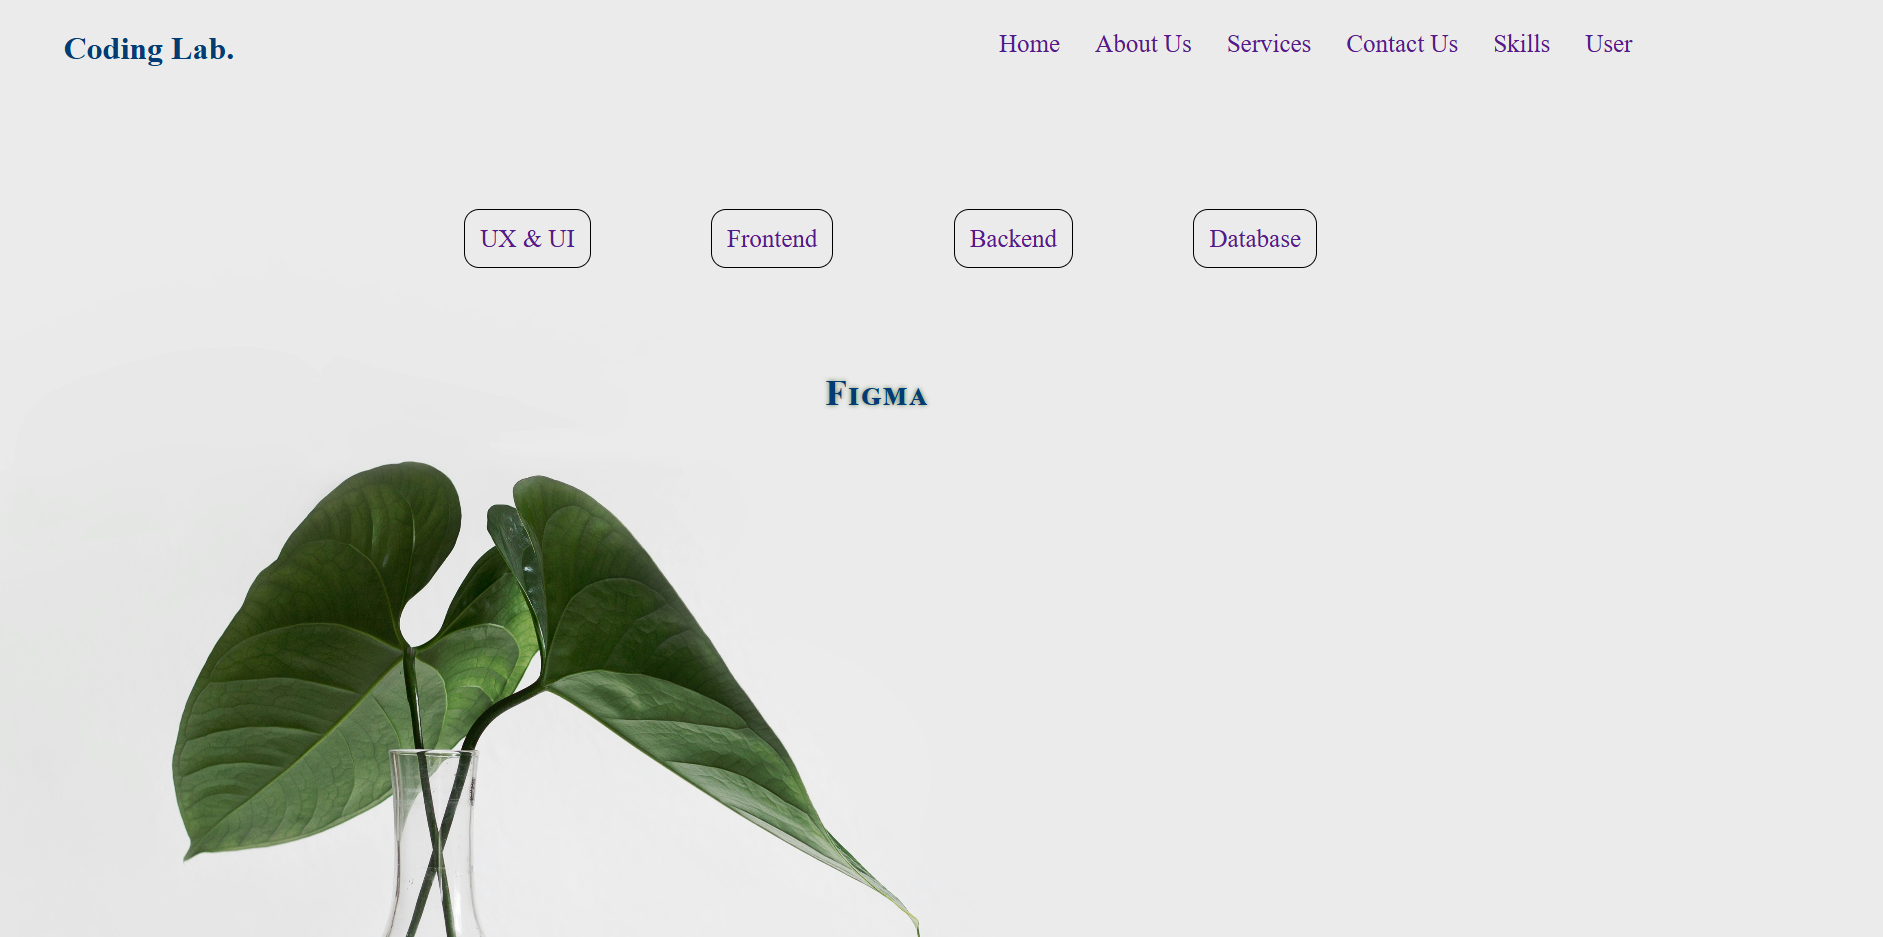 Coding Lab.
Home About Us Services Contact Us Skills User
UX & UI Frontend Backend Database
Figma